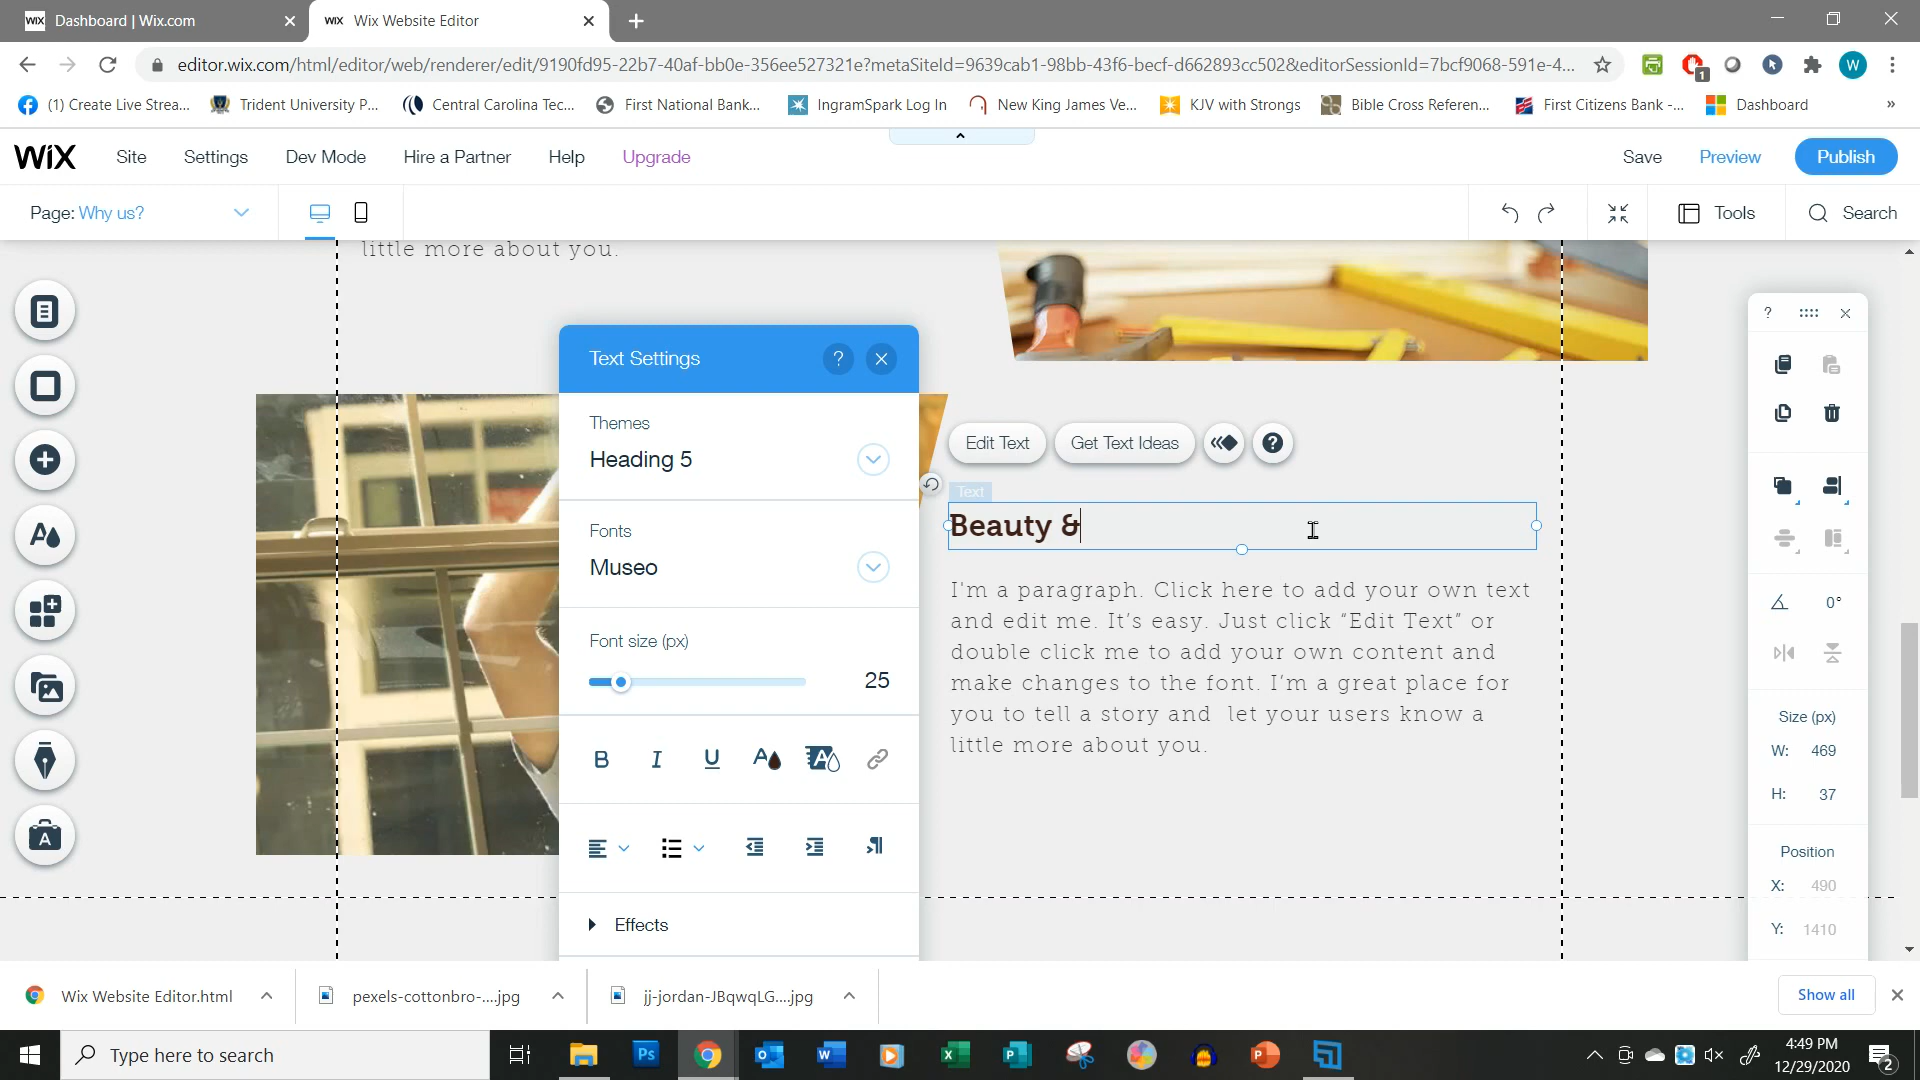 WIX Dashboard | Wix.com
WIX Wix Website Editor
editor.wix.com/html/editor/web/renderer/edit/9190fd95-22b7-40af-bb0e-356ee527321e?metaSiteId=9639cab1-98bb-43f6-becf-d662893cc502&editorSessionId=7bcf9068-591e-4...
1
W
(1) Create Live Strea...
Trident University P...
Central Carolina Tec...
First National Bank...
IngramSpark Log In
New King James Ve...
KJV with Strongs
Bible Cross Referen...
First Citizens Bank -...
Dashboard
»
WIX Site Settings Dev Mode Hire a Partner Help Upgrade
Save Preview Publish
Page: Why us?
Tools Search
little more about you.
Text Settings ?
Themes
Heading 5
Fonts
Museo
Font size (px)
25
B I U A A
Effects
Edit Text Get Text Ideas ?
Text
Beauty &
I'm a paragraph. Click here to add your own text
and edit me. It's easy. Just click “Edit Text” or
double click me to add your own content and
make changes to the font. I'm a great place for
you to tell a story and let your users know a
little more about you.
?
0°
Size (px)
W: 469
H: 37
Position
X: 490
Y: 1410
A
A
Wix Website Editor.html
pexels-cottonbro-....jpg
jj-jordan-JBqwqLG....jpg
Show all
Type here to search
Ps
4:49 PM
12/29/2020
2